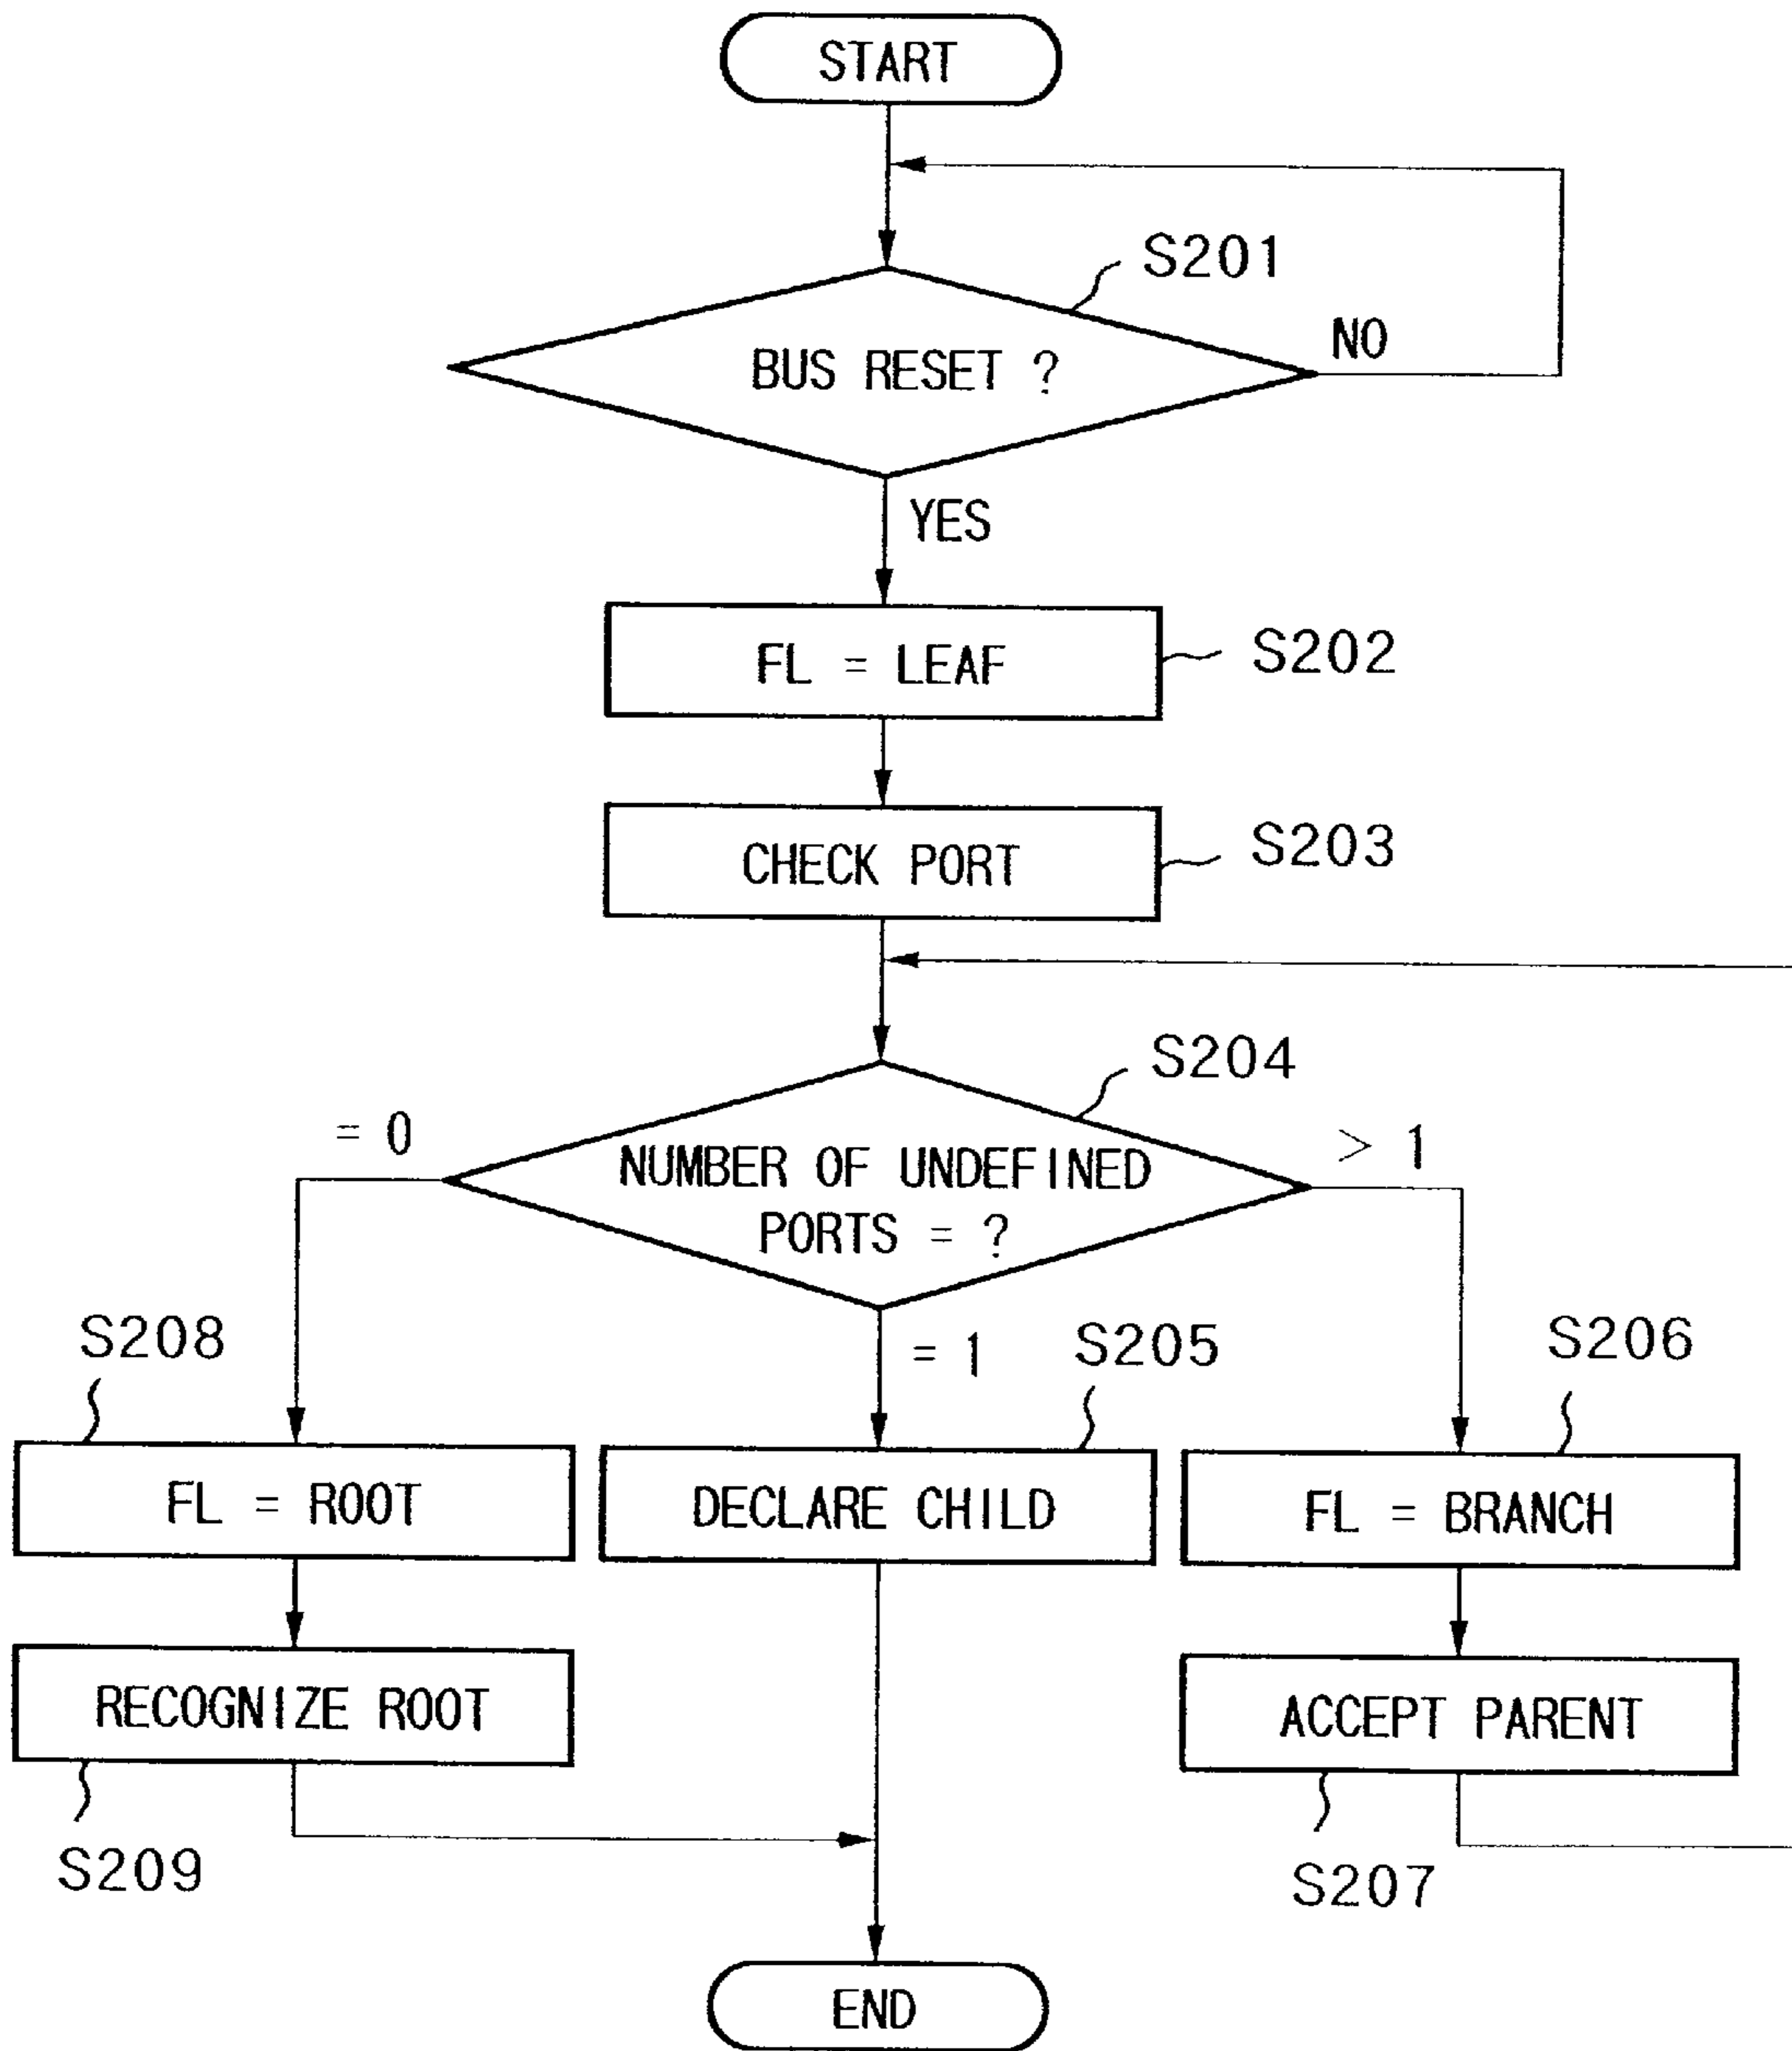 START
S201
BUS RESET ?
NO
YES
FL = LEAF
S202
CHECK PORT
S203
S204
= 0
NUMBER OF UNDEFINED
PORTS = ?
> 1
S208
= 1
S205
S206
FL = ROOT
DECLARE CHILD
FL = BRANCH
RECOGNIZE ROOT
ACCEPT PARENT
S209
S207
END